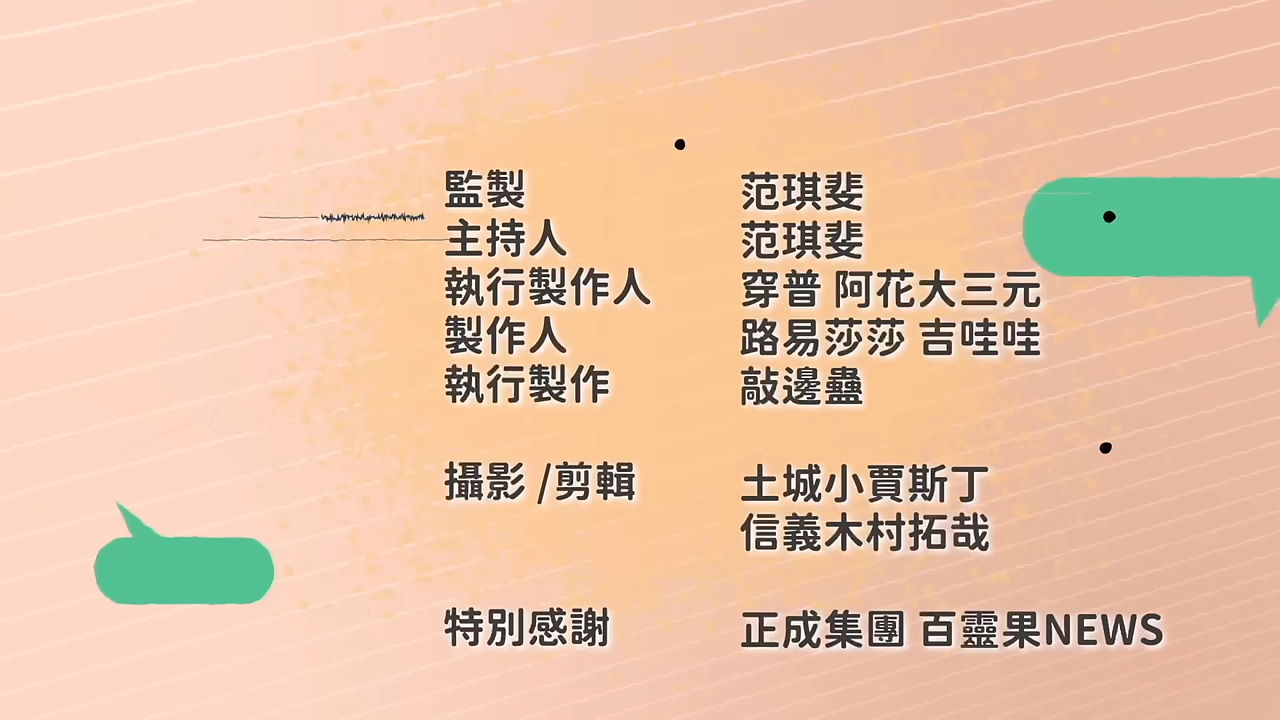 監製 范琪斐
主持人 范琪斐
執行製作人 穿普 阿花大三元
製作人 路易莎莎 吉哇哇
執行製作 敲邊蠱
攝影 /剪輯 土城小賈斯丁
信義木村拓哉
特別感謝 正成集團 百靈果NEWS